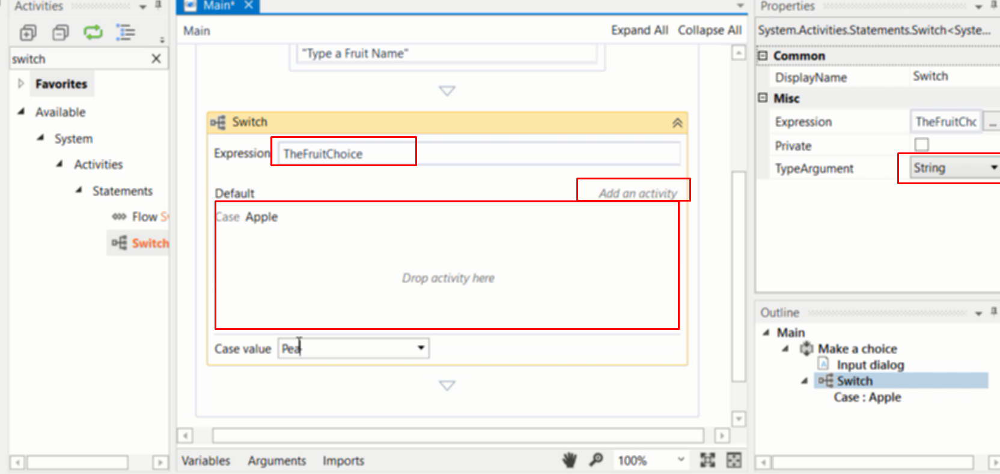 Activities
switch
Favorites
Available
System
Activities
Statements
Flow Sw
Switch
Main*
Main
Expand All
Collapse All
"Type a Fruit Name"
Switch
Expression
TheFruitChoice
Default
Add an activity
Case Apple
Drop activity here
Case value
Pea
Variables
Arguments
Imports
100%
Properties
System.Activities.Statements.Switch<Syste...
Common
DisplayName
Switch
Misc
Expression
TheFruitChc
...
Private
TypeArgument
String
Outline
Main
Make a choice
Input dialog
Switch
Case : Apple